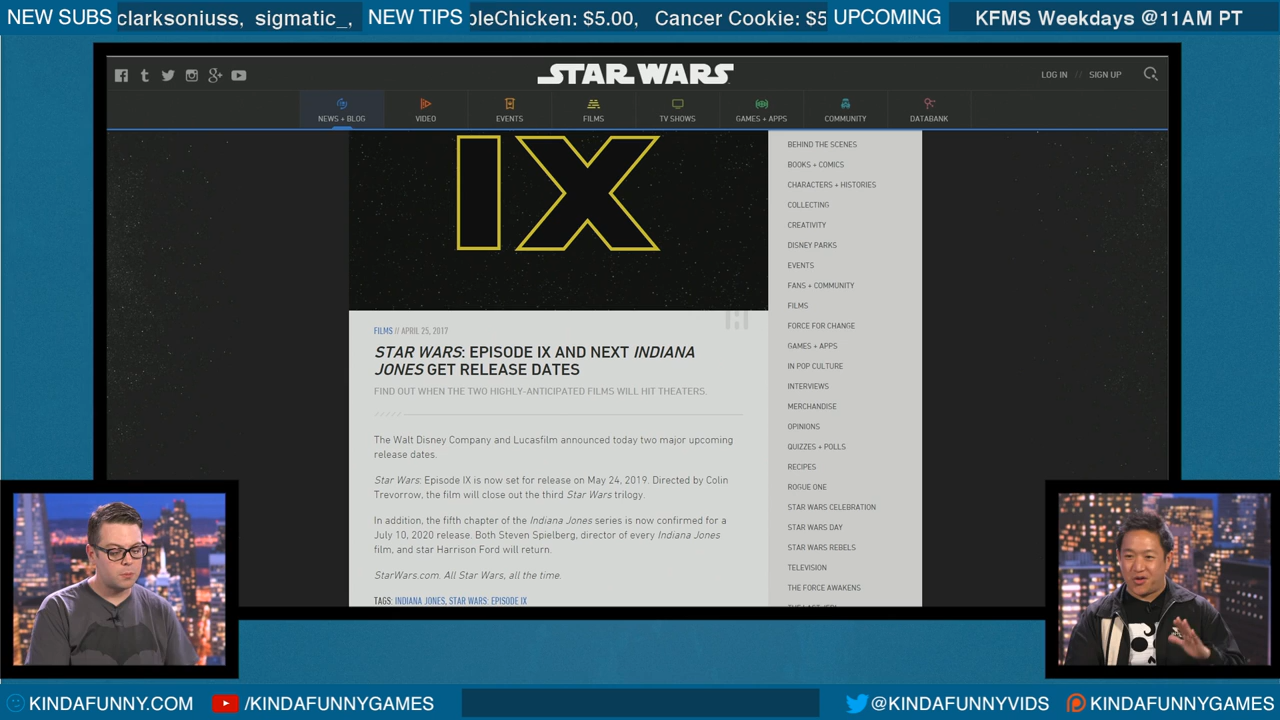 NEW SUBS clarksoniuss, sigmatic_, NEW TIPS oleChicken: $5.00, Cancer Cookie: $5 UPCOMING KFMS Weekdays @11AM PT
STAR WARS
LOG IN // SIGN UP
NEWS + BLOG VIDEO EVENTS FILMS TV SHOWS GAMES + APPS COMMUNITY DATABANK
IX
FILMS // APRIL 25, 2017
STAR WARS: EPISODE IX AND NEXT INDIANA
JONES GET RELEASE DATES
FIND OUT WHEN THE TWO HIGHLY-ANTICIPATED FILMS WILL HIT THEATERS.
The Walt Disney Company and Lucasfilm announced today two major upcoming
release dates.
Star Wars: Episode IX is now set for release on May 24, 2019. Directed by Colin
Trevorrow, the film will close out the third Star Wars trilogy.
In addition, the fifth chapter of the Indiana Jones series is now confirmed for a
July 10, 2020 release. Both Steven Spielberg, director of every Indiana Jones
film, and star Harrison Ford will return.
StarWars.com. All Star Wars, all the time.
TAGS: INDIANA JONES, STAR WARS: EPISODE IX
BEHIND THE SCENES
BOOKS + COMICS
CHARACTERS + HISTORIES
COLLECTING
CREATIVITY
DISNEY PARKS
EVENTS
FANS + COMMUNITY
FILMS
FORCE FOR CHANGE
GAMES + APPS
IN POP CULTURE
INTERVIEWS
MERCHANDISE
OPINIONS
QUIZZES + POLLS
RECIPES
ROGUE ONE
STAR WARS CELEBRATION
STAR WARS DAY
STAR WARS REBELS
TELEVISION
THE FORCE AWAKENS
KINDAFUNNY.COM /KINDAFUNNYGAMES @KINDAFUNNYVIDS KINDAFUNNYGAMES